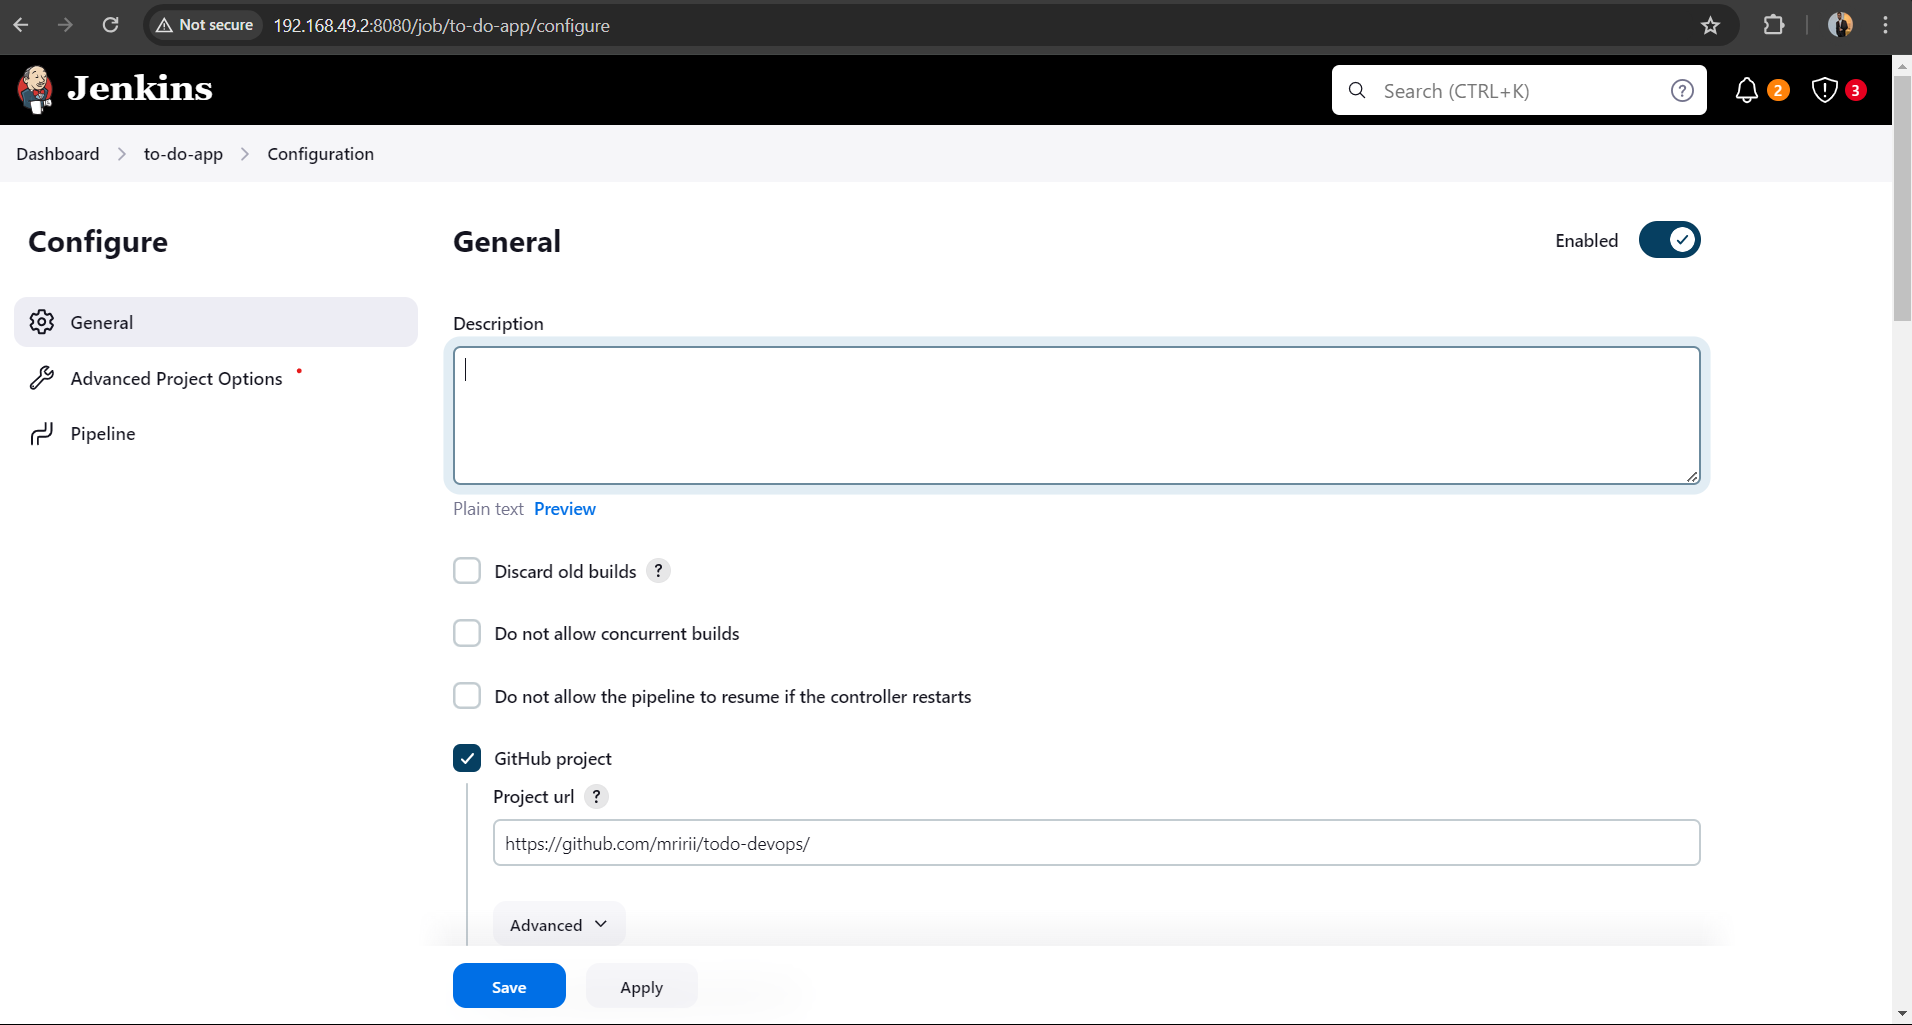 Not secure 192.168.49.2:8080/job/to-do-app/configure
Jenkins
Search (CTRL+K) ?
2
3
Dashboard > to-do-app > Configuration
Configure
General
Advanced Project Options
Pipeline
General
Enabled
Description
Plain text Preview
Discard old builds ?
Do not allow concurrent builds
Do not allow the pipeline to resume if the controller restarts
GitHub project
Project url ?
https://github.com/mririi/todo-devops/
Advanced
Save Apply